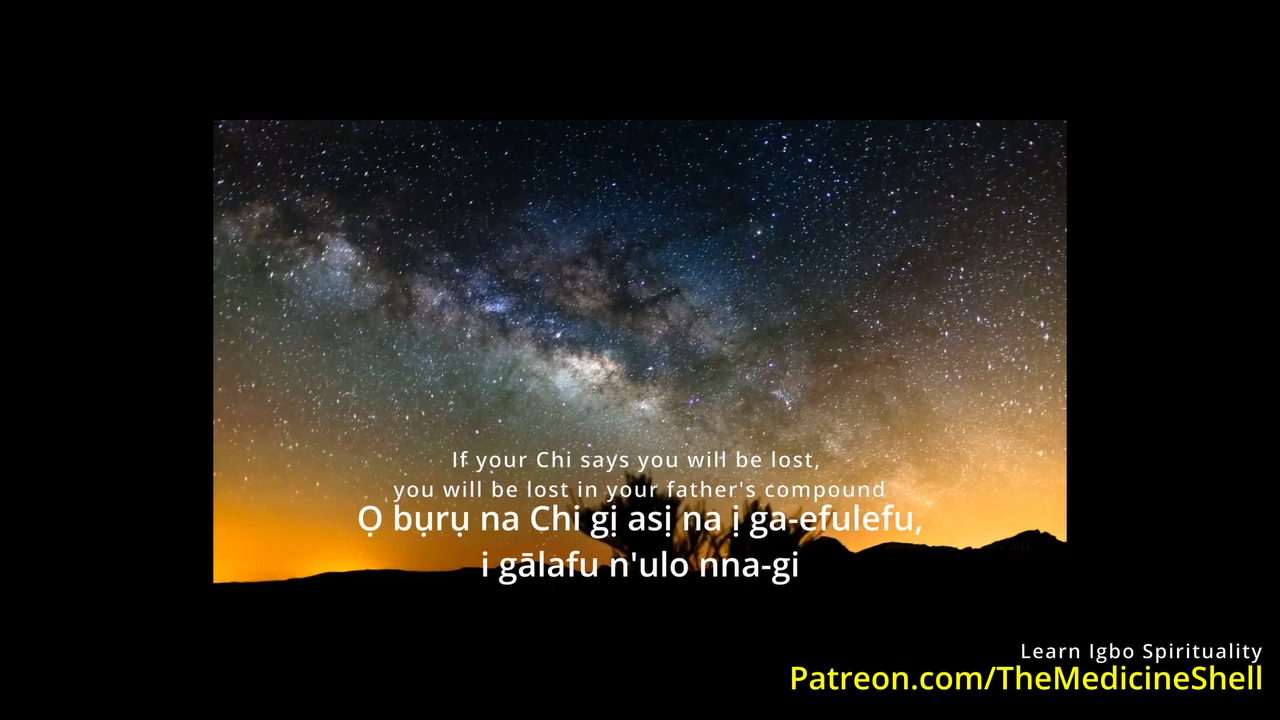 If your Chi says you will be lost,
you will be lost in your father's compound
Ọ bụrụ na Chi gị asị na ị ga-efulefu,
i gālafu n'ulo nna-gi
Learn Igbo Spirituality
Patreon.com/TheMedicineShell